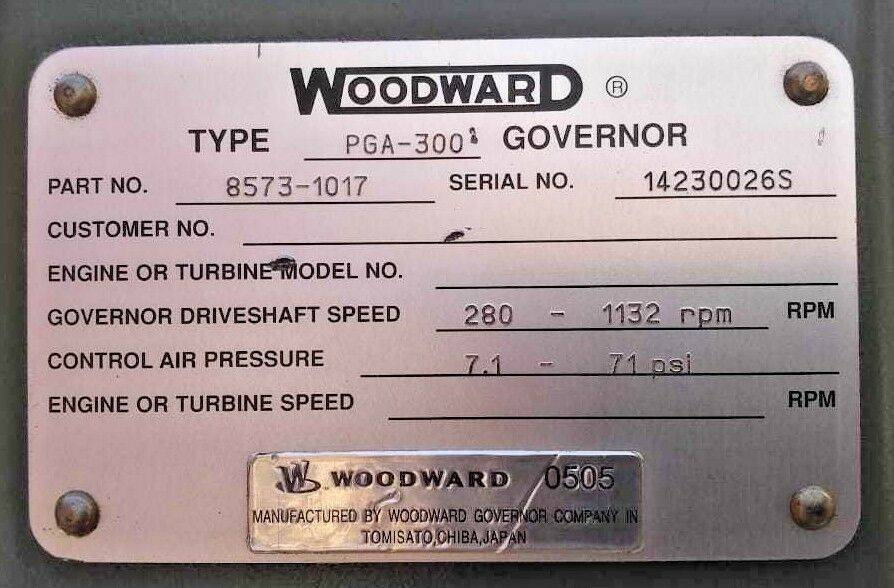 WOODWARD ®
TYPE PGA-300 GOVERNOR
PART NO. 8573-1017 SERIAL NO. 14230026S
CUSTOMER NO.
ENGINE OR TURBINE MODEL NO.
GOVERNOR DRIVESHAFT SPEED 280 - 1132 rpm RPM
CONTROL AIR PRESSURE 7.1 - 71 psi
ENGINE OR TURBINE SPEED RPM
W WOODWARD 0505
MANUFACTURED BY WOODWARD GOVERNOR COMPANY IN
TOMISATO,CHIBA,JAPAN